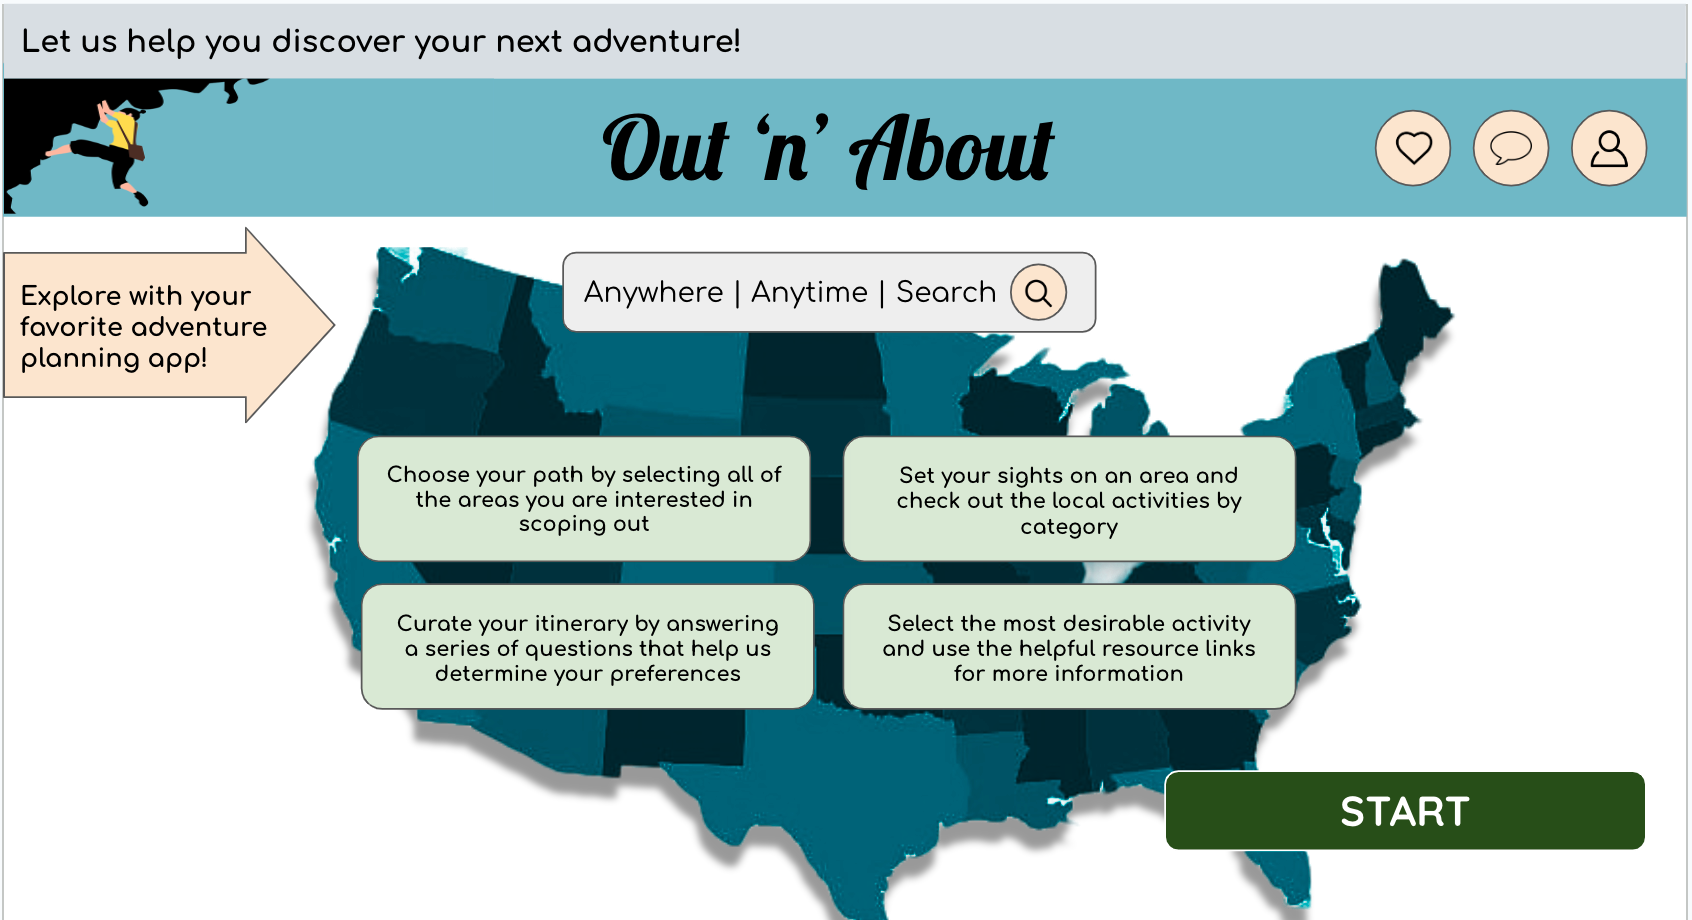 Let us help you discover your next adventure!
Out ‘n’ About
Explore with your
favorite adventure
planning app!
Anywhere | Anytime | Search
Choose your path by selecting all of
the areas you are interested in
scoping out
Set your sights on an area and
check out the local activities by
category
Curate your itinerary by answering
a series of questions that help us
determine your preferences
Select the most desirable activity
and use the helpful resource links
for more information
START